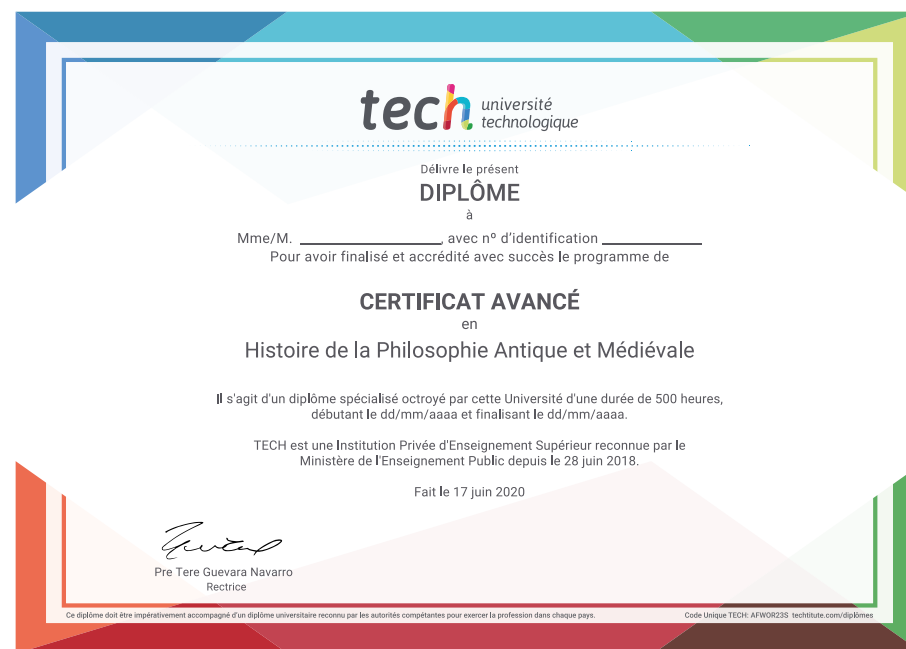 tech université
technologique
Délivre le présent
DIPLÔME
à
Mme/M. ____________________, avec nº d'identification ______________
Pour avoir finalisé et accrédité avec succès le programme de
CERTIFICAT AVANCÉ
en
Histoire de la Philosophie Antique et Médiévale
Il s'agit d'un diplôme spécialisé octroyé par cette Université d'une durée de 500 heures,
débutant le dd/mm/aaaa et finalisant le dd/mm/aaaa.
TECH est une Institution Privée d'Enseignement Supérieur reconnue par le
Ministère de l'Enseignement Public depuis le 28 juin 2018.
Fait le 17 juin 2020
Pre Tere Guevara Navarro
Rectrice
Ce diplôme doit être impérativement accompagné d'un diplôme universitaire reconnu par les autorités compétentes pour exercer la profession dans chaque pays.
Code Unique TECH: AFWOR23S techtitute.com/diplômes